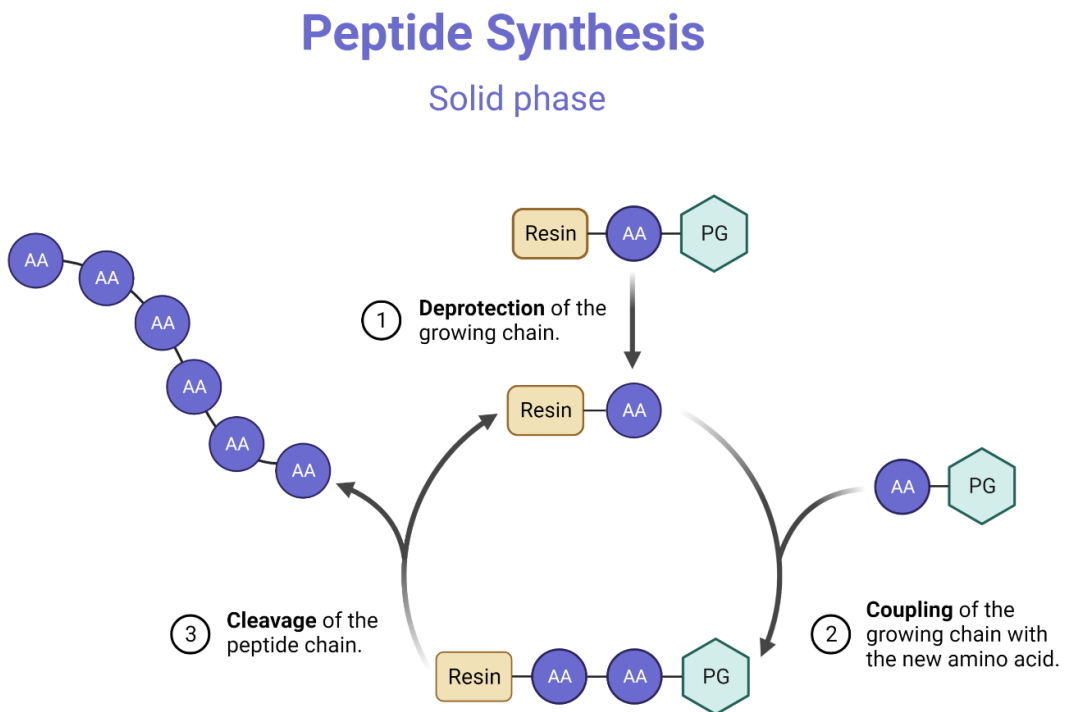 Peptide Synthesis
Solid phase
Resin AA PG
1 Deprotection of the
growing chain.
Resin AA
AA
AA
AA
AA
AA
AA
AA PG
3 Cleavage of the
peptide chain.
2 Coupling of the
growing chain with
the new amino acid.
Resin AA AA PG